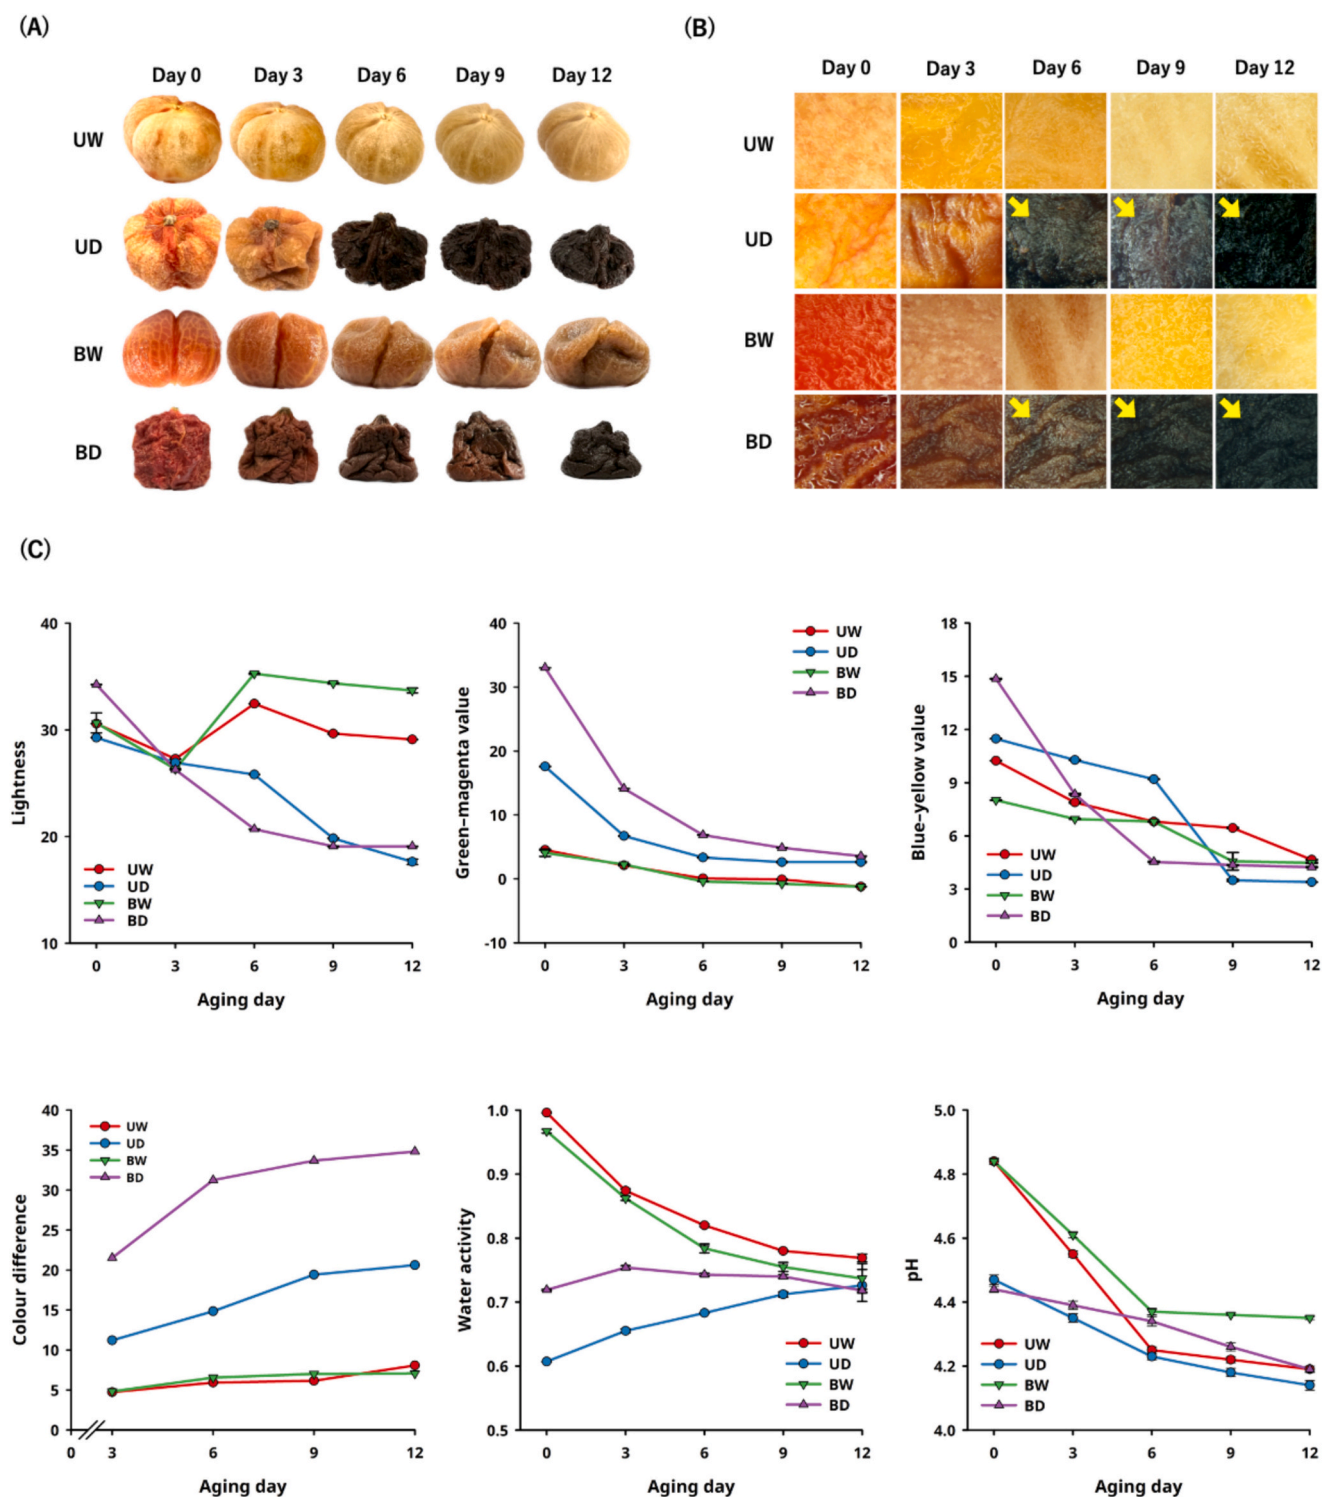 (A)
Day 0 Day 3 Day 6 Day 9 Day 12
UW
UD
BW
BD
(B)
Day 0 Day 3 Day 6 Day 9 Day 12
UW
UD
BW
BD
(C)
Lightness
40
30
20
10
UW
UD
BW
BD
0 3 6 9 12
Aging day
Green–magenta value
40
30
20
10
0
-10
UW
UD
BW
BD
0 3 6 9 12
Aging day
Blue–yellow value
18
15
12
9
6
3
0
UW
UD
BW
BD
0 3 6 9 12
Aging day
Colour difference
40
35
30
25
20
15
10
5
0
UW
UD
BW
BD
0 3 6 9 12
Aging day
Water activity
1.0
0.9
0.8
0.7
0.6
0.5
UW
UD
BW
BD
0 3 6 9 12
Aging day
pH
5.0
4.8
4.6
4.4
4.2
4.0
UW
UD
BW
BD
0 3 6 9 12
Aging day